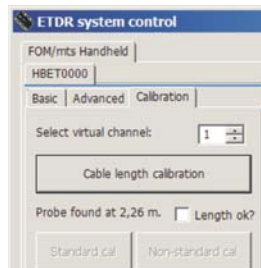 ETDR system control
FOM/mts Handheld
HBET0000
Basic Advanced Calibration
Select virtual channel: 1
Cable length calibration
Probe found at 2,26 m. Length ok?
Standard cal Non-standard cal